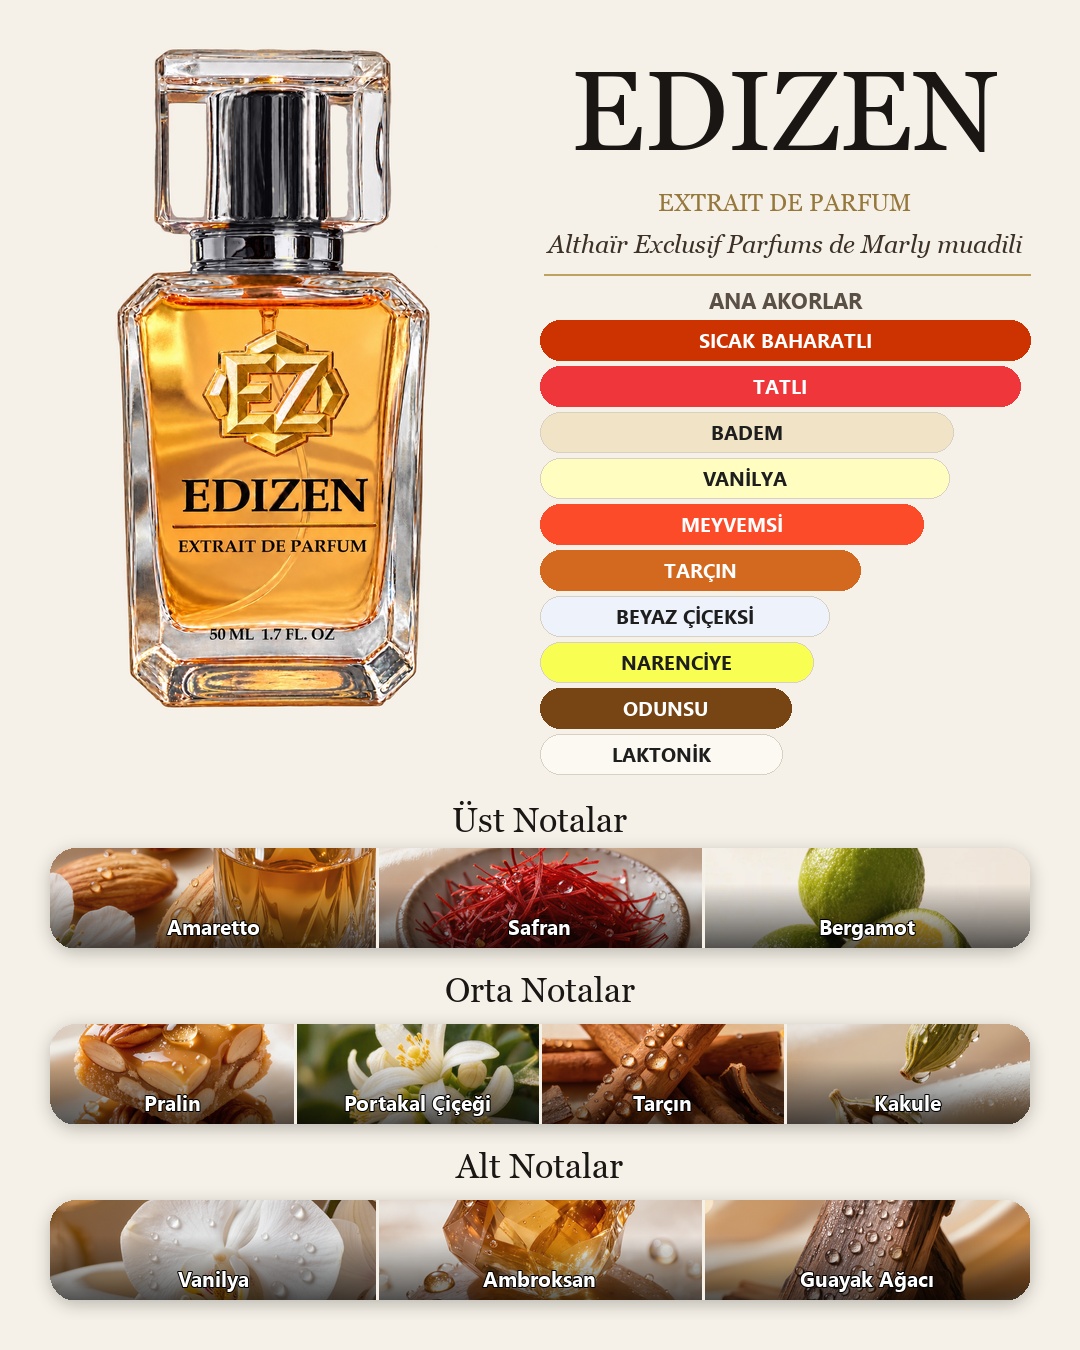 EDIZEN
EXTRAIT DE PARFUM
Althaïr Exclusif Parfums de Marly muadili
ANA AKORLAR
SICAK BAHARATLI
TATLI
BADEM
VANİLYA
MEYVEMSİ
TARÇIN
BEYAZ ÇİÇEKSİ
NARENCİYE
ODUNSU
LAKTONİK
EZ
EDIZEN
EXTRAIT DE PARFUM
50 ML 1.7 FL. OZ
Üst Notalar
Amaretto
Safran
Bergamot
Orta Notalar
Pralin
Portakal Çiçeği
Tarçın
Kakule
Alt Notalar
Vanilya
Ambroksan
Guayak Ağacı